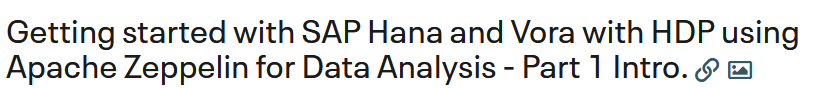 Getting started with SAP Hana and Vora with HDP using
Apache Zeppelin for Data Analysis - Part 1 Intro.